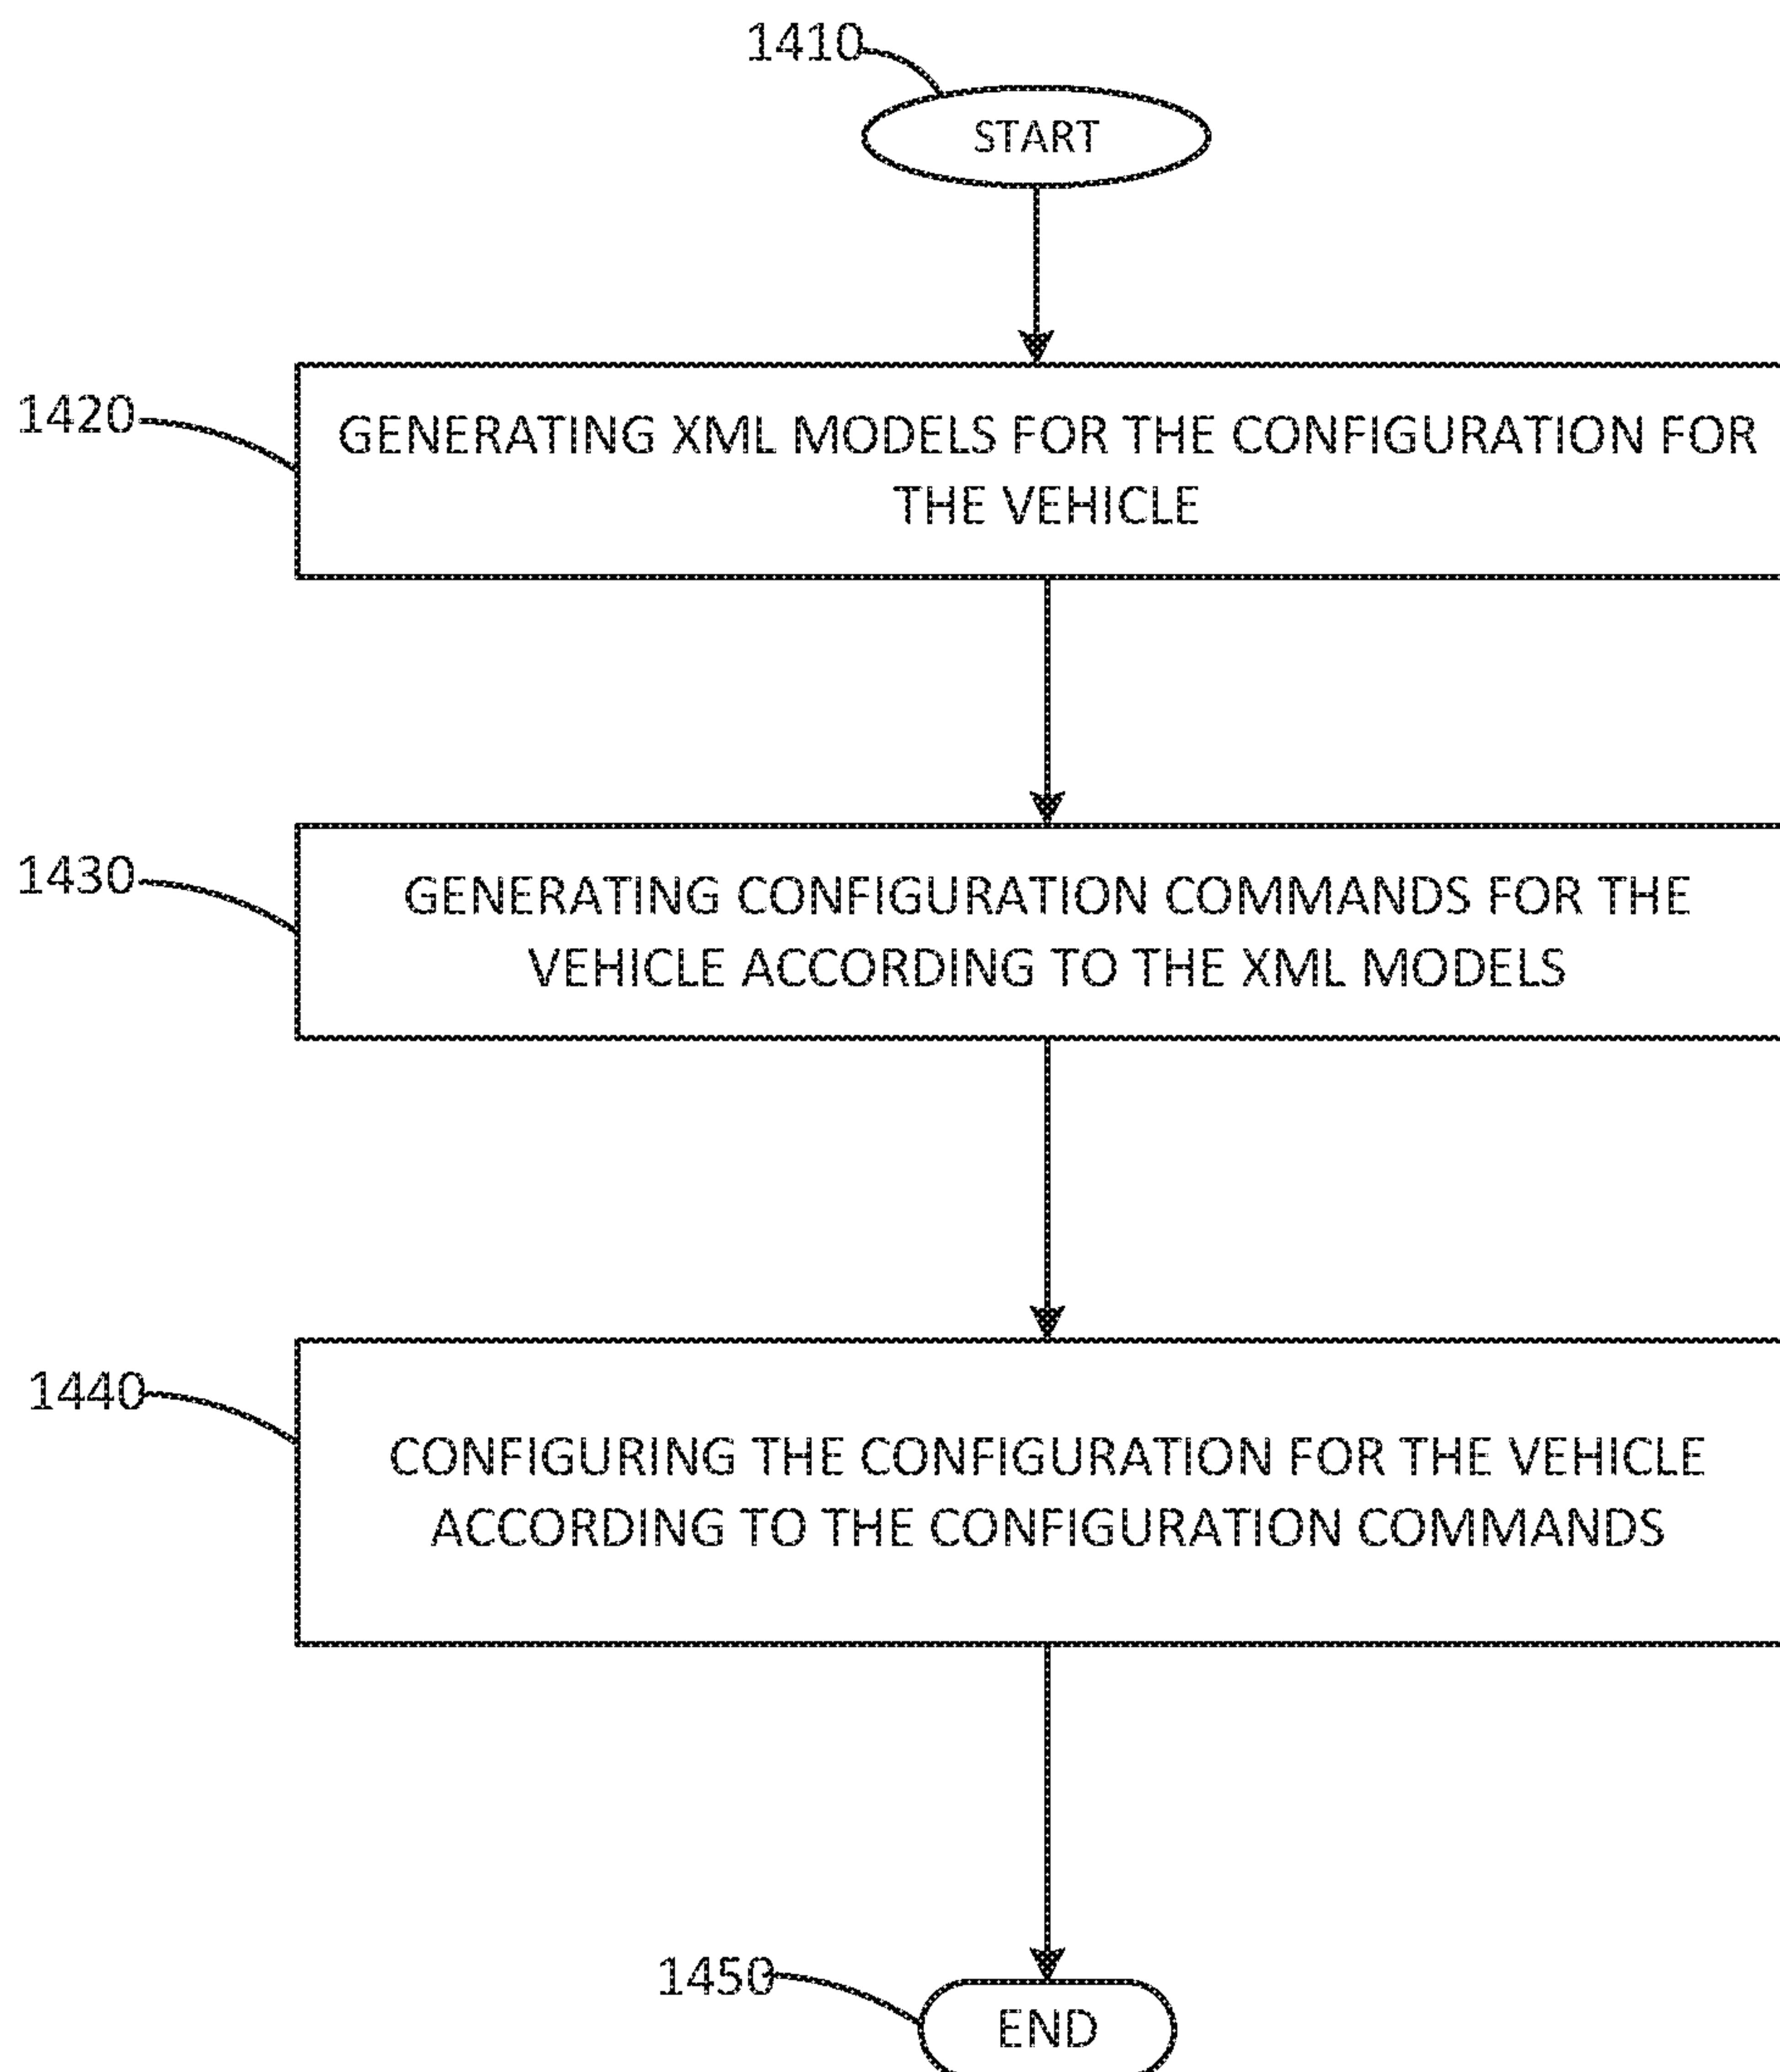 1410
START
1420
GENERATING XML MODELS FOR THE CONFIGURATION FOR
THE VEHICLE
1430
GENERATING CONFIGURATION COMMANDS FOR THE
VEHICLE ACCORDING TO THE XML MODELS
1440
CONFIGURING THE CONFIGURATION FOR THE VEHICLE
ACCORDING TO THE CONFIGURATION COMMANDS
1450
END